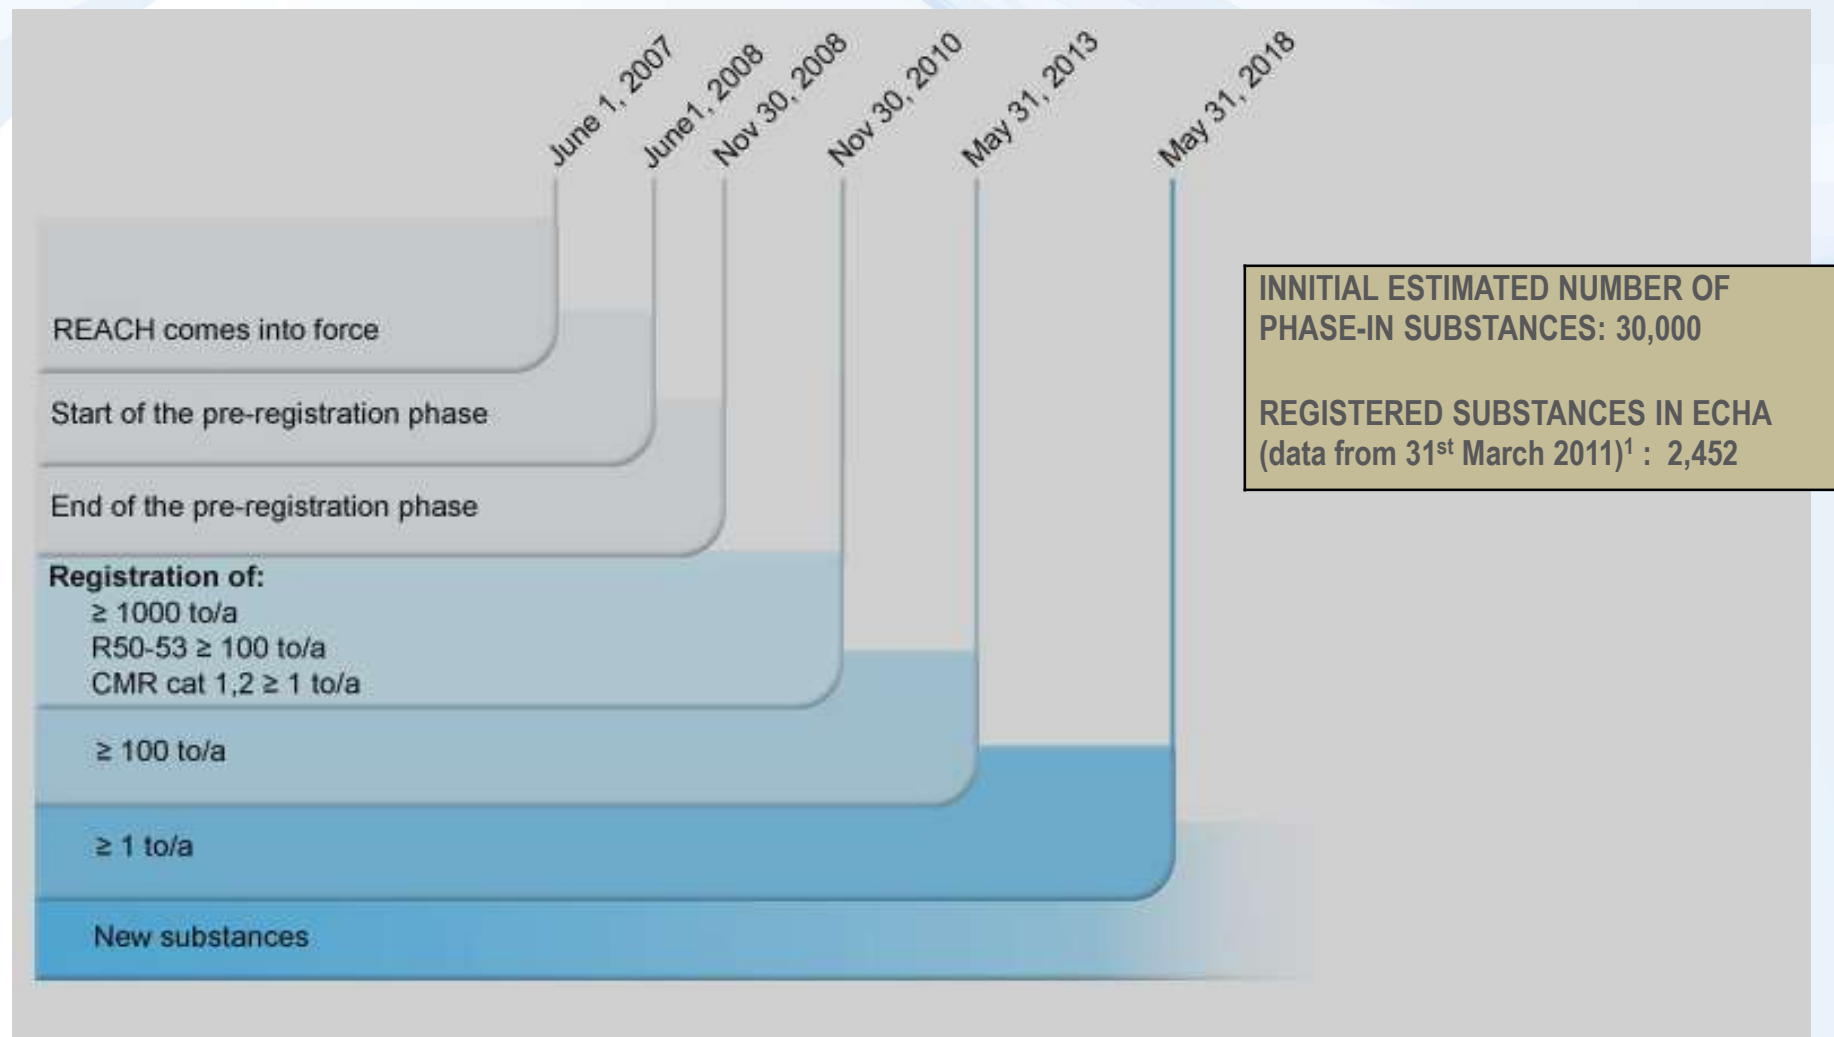 June 1, 2007
June1, 2008
Nov 30, 2008
Nov 30, 2010
May 31, 2013
May 31, 2018
REACH comes into force
Start of the pre-registration phase
End of the pre-registration phase
Registration of:
≥ 1000 to/a
R50-53 ≥ 100 to/a
CMR cat 1,2 ≥ 1 to/a
≥ 100 to/a
≥ 1 to/a
New substances
INNITIAL ESTIMATED NUMBER OF
PHASE-IN SUBSTANCES: 30,000
REGISTERED SUBSTANCES IN ECHA
(data from 31st March 2011)1 : 2,452